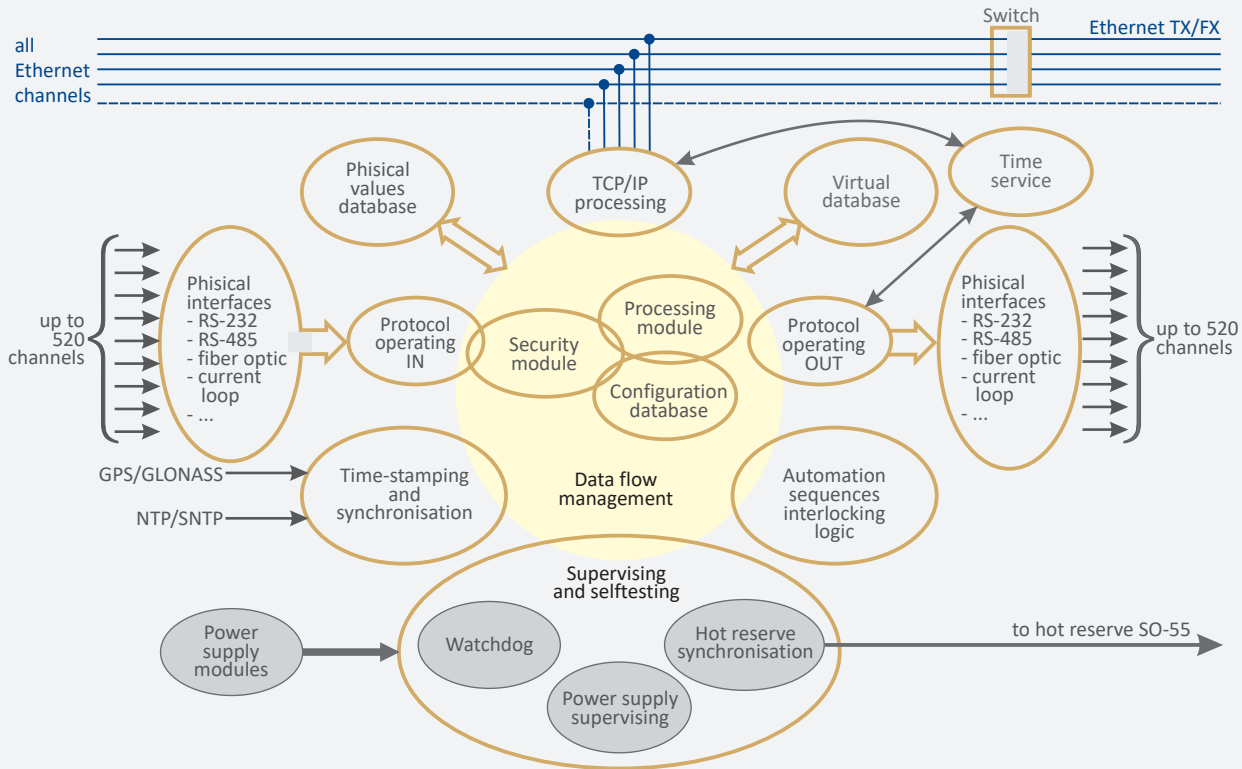 Switch
Ethernet TX/FX
all
Ethernet
channels
Phisical values
database
TCP/IP
processing
Virtual
database
Time
service
up to
520
channels
Phisical
interfaces
- RS-232
- RS-485
- fiber optic
- current
loop
- ...
Protocol
operating
IN
Security
module
Processing
module
Configuration
database
Protocol
operating
OUT
Phisical
interfaces
- RS-232
- RS-485
- fiber optic
- current
loop
- ...
up to 520
channels
GPS/GLONASS
NTP/SNTP
Time-stamping
and
synchronisation
Data flow
management
Automation
sequences
interlocking
logic
Supervising
and selftesting
Power
supply
modules
Watchdog
Hot reserve
synchronisation
Power supply
supervising
to hot reserve SO-55